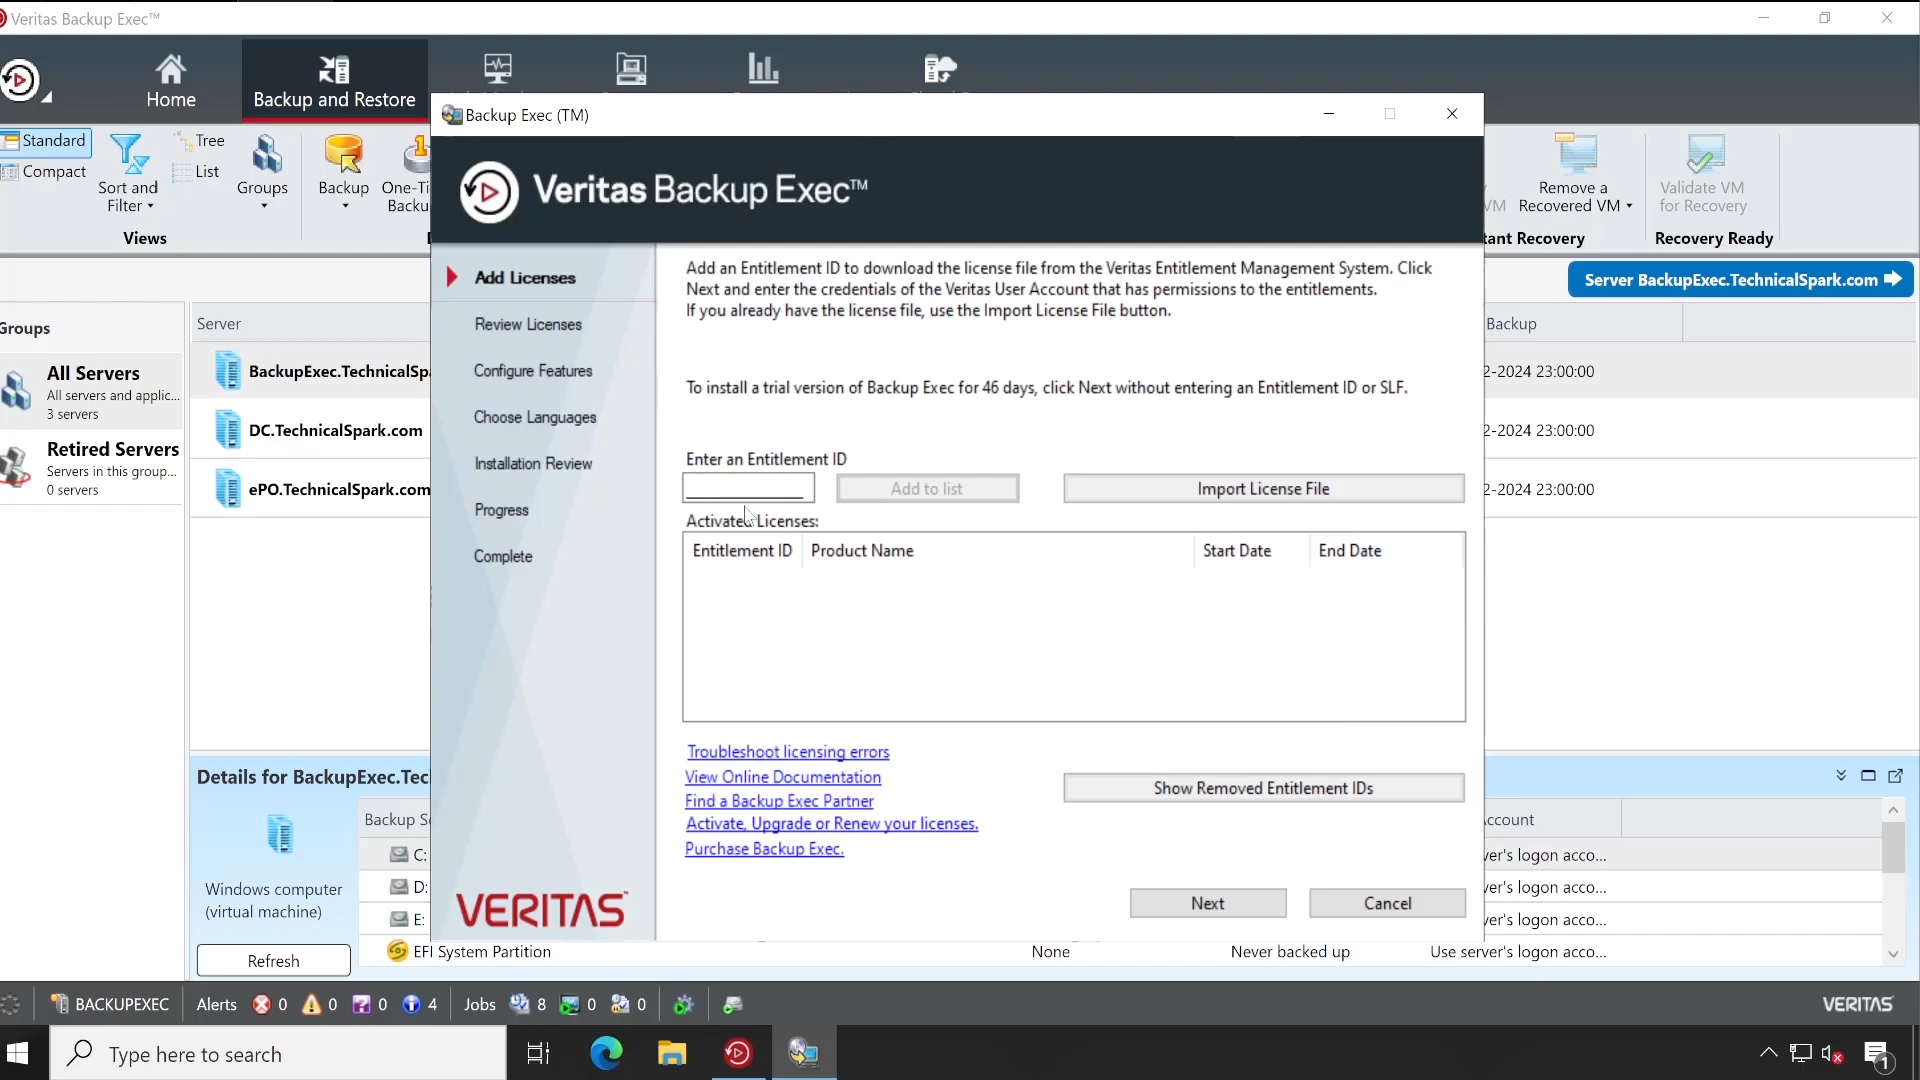 Veritas Backup Exec™
Home
Backup and Restore
Standard
Compact
Sort and
Filter
Tree
List
Groups
Backup
One-Ti
Backu
Views
Backup Exec (TM)
VM
Remove a
Recovered VM
Validate VM
for Recovery
tant Recovery
Recovery Ready
Veritas Backup Exec™
Server BackupExec.TechnicalSpark.com
Groups
All Servers
All servers and applic...
3 servers
Retired Servers
Servers in this group...
0 servers
Server
BackupExec.TechnicalSpa
DC.TechnicalSpark.com
ePO.TechnicalSpark.com
Backup
2-2024 23:00:00
2-2024 23:00:00
2-2024 23:00:00
Add Licenses
Review Licenses
Configure Features
Choose Languages
Installation Review
Progress
Complete
VERITAS™
Add an Entitlement ID to download the license file from the Veritas Entitlement Management System. Click
Next and enter the credentials of the Veritas User Account that has permissions to the entitlements.
If you already have the license file, use the Import License File button.
To install a trial version of Backup Exec for 46 days, click Next without entering an Entitlement ID or SLF.
Enter an Entitlement ID
Add to list
Import License File
Activated Licenses:
Entitlement ID
Product Name
Start Date
End Date
Troubleshoot licensing errors
View Online Documentation
Find a Backup Exec Partner
Activate, Upgrade or Renew your licenses.
Purchase Backup Exec.
Show Removed Entitlement IDs
Next
Cancel
Details for BackupExec.Tec
Windows computer
(virtual machine)
Refresh
Backup S
C:
D:
E:
EFI System Partition
None
Never backed up
Account
ver's logon acco...
ver's logon acco...
ver's logon acco...
Use server's logon acco...
BACKUPEXEC
Alerts
0
0
0
4
Jobs
8
0
0
VERITAS
Type here to search
1